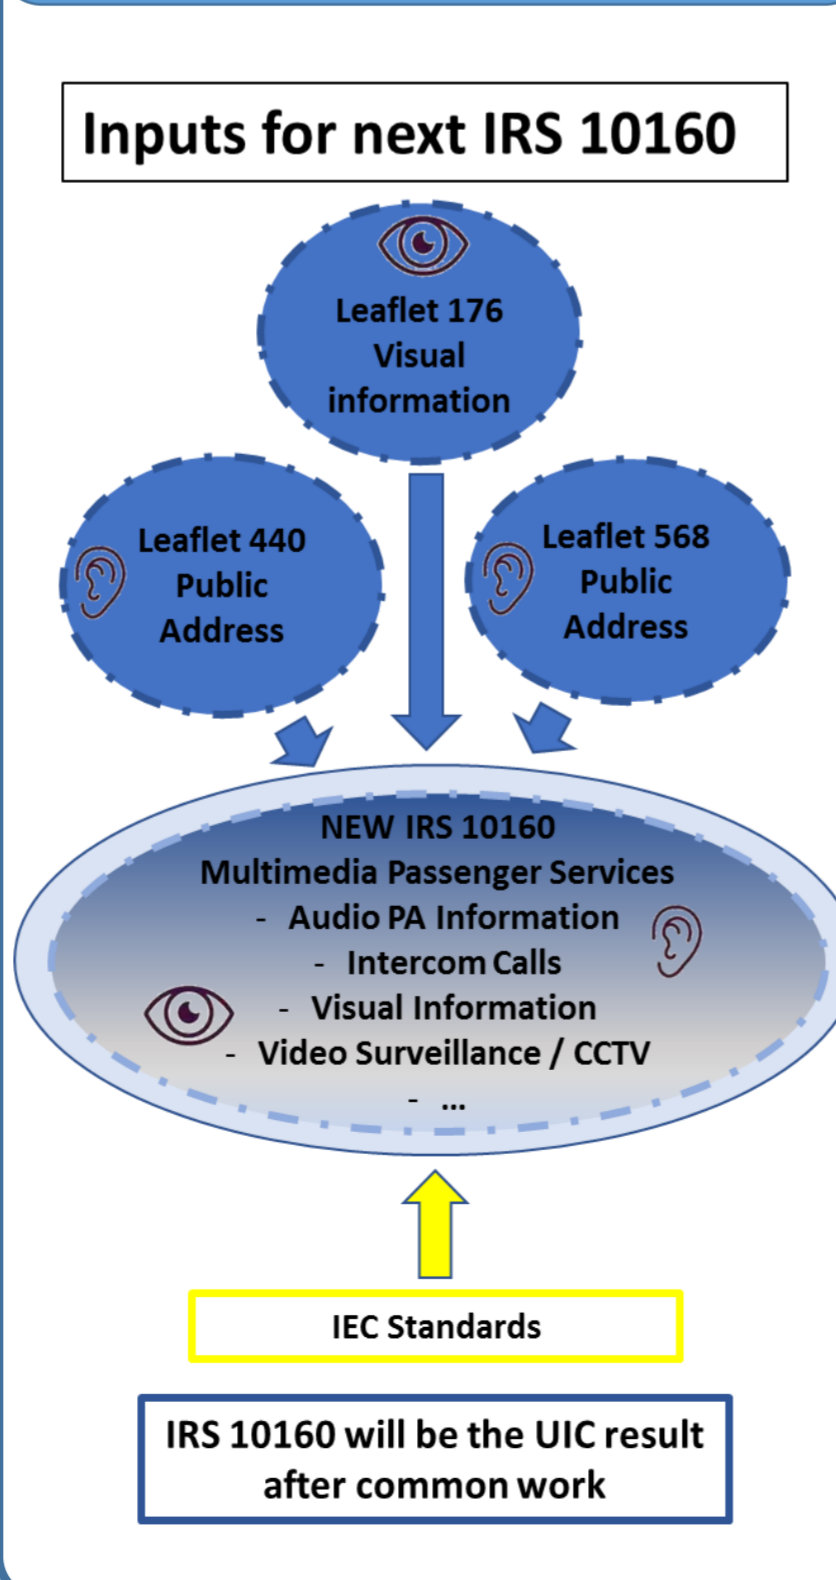 Inputs for next IRS 10160
Leaflet 176
Visual
information
Leaflet 440
Public
Address
Leaflet 568
Public
Address
NEW IRS 10160
Multimedia Passenger Services
- Audio PA Information
- Intercom Calls
- Visual Information
- Video Surveillance / CCTV
- ...
IEC Standards
IRS 10160 will be the UIC result
after common work